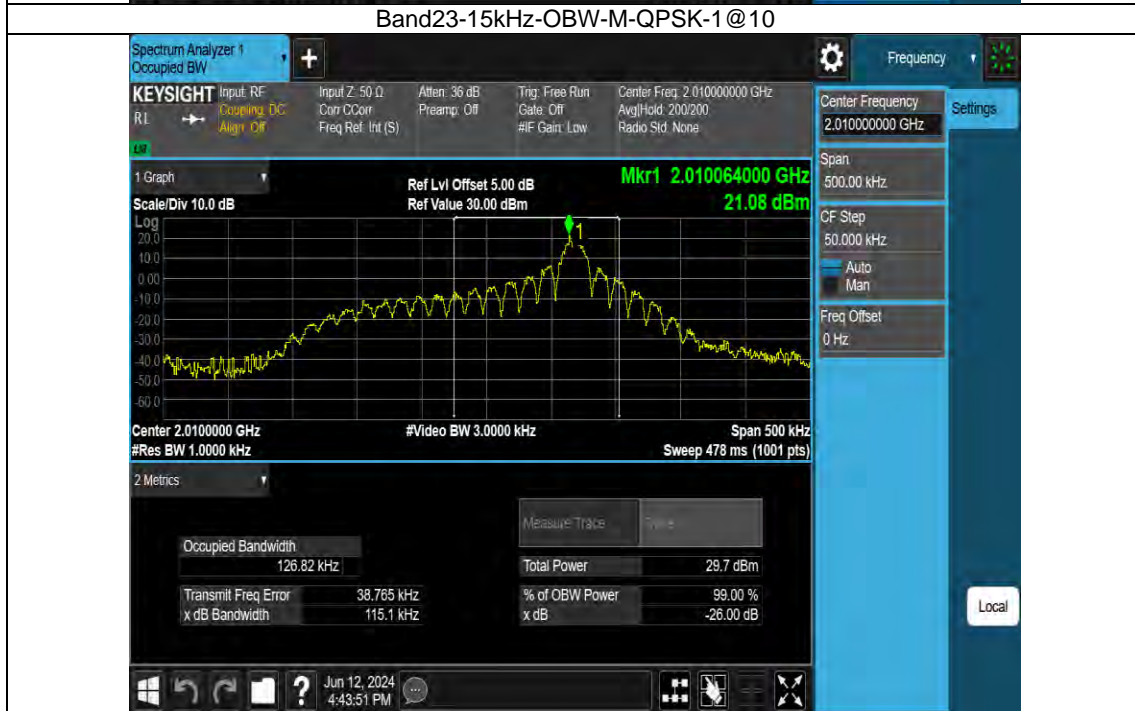 Band23-15kHz-OBW-M-QPSK-1@10
Spectrum Analyzer 1
Occupied BW
+
Frequency
KEYSIGHT
RL
Input: RF
Coupling: DC
Align: Off
Input Z: 50 Ω
Corr CCorr
Freq Ref: Int (S)
Atten: 36 dB
Preamp: Off
Trig: Free Run
Gate: Off
#IF Gain: Low
Center Freq: 2.010000000 GHz
Avg|Hold: 200/200
Radio Std: None
Center Frequency
2.010000000 GHz
Settings
Span
500.00 kHz
CF Step
50.000 kHz
Auto
Man
Freq Offset
0 Hz
Local
1 Graph
Scale/Div 10.0 dB
Ref Lvl Offset 5.00 dB
Ref Value 30.00 dBm
Mkr1 2.010064000 GHz
21.08 dBm
Log
20.0
10.0
0.00
-10.0
-20.0
-30.0
-40.0
-50.0
-60.0
1
Center 2.0100000 GHz
#Video BW 3.0000 kHz
Span 500 kHz
#Res BW 1.0000 kHz
Sweep 478 ms (1001 pts)
2 Metrics
Measure Trace
Occupied Bandwidth
126.82 kHz
Total Power 29.7 dBm
Transmit Freq Error 38.765 kHz
% of OBW Power 99.00 %
x dB Bandwidth 115.1 kHz
x dB -26.00 dB
?
Jun 12, 2024
4:43:51 PM